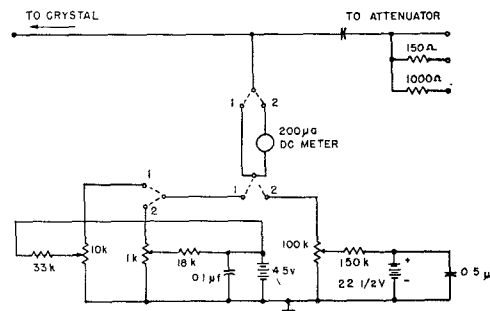 TO CRYSTAL
TO ATTENUATOR
150Ω
1000Ω
1 2
200µa
DC METER
1
1 2
2
10k
1k
18k
100k
150k
+
33k
0.1µf
4.5v
22 1/2V
-
0.5µ